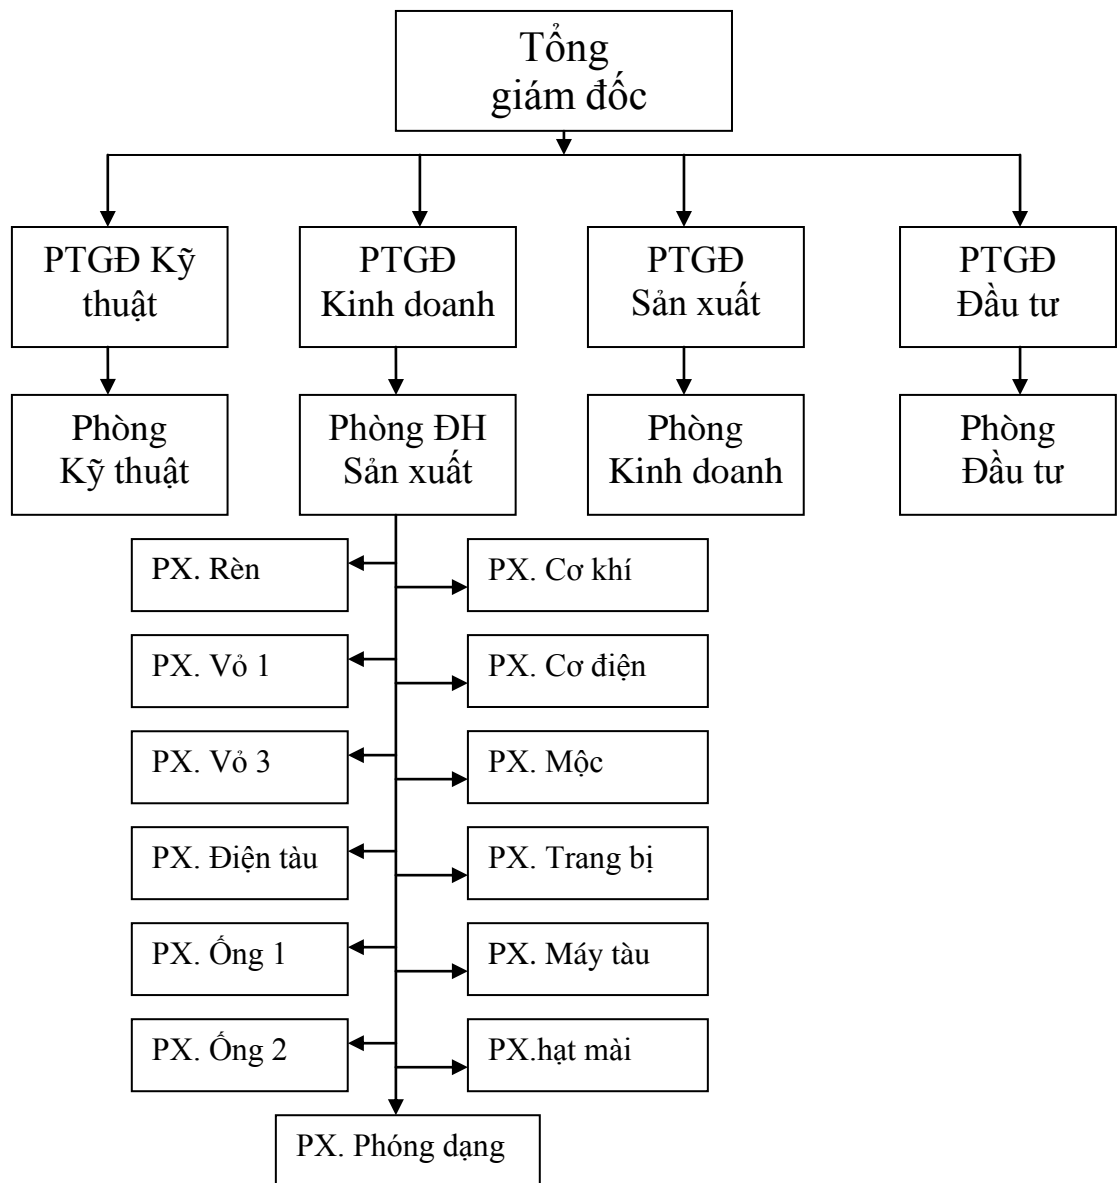 Tổng
giám đốc
PTGĐ Kỹ
thuật
PTGĐ
Kinh doanh
PTGĐ
Sản xuất
PTGĐ
Đầu tư
Phòng
Kỹ thuật
Phòng ĐH
Sản xuất
Phòng
Kinh doanh
Phòng
Đầu tư
PX. Rèn
PX. Cơ khí
PX. Vỏ 1
PX. Cơ điện
PX. Vỏ 3
PX. Mộc
PX. Điện tàu
PX. Trang bị
PX. Ống 1
PX. Máy tàu
PX. Ống 2
PX.hạt mài
PX. Phóng dạng